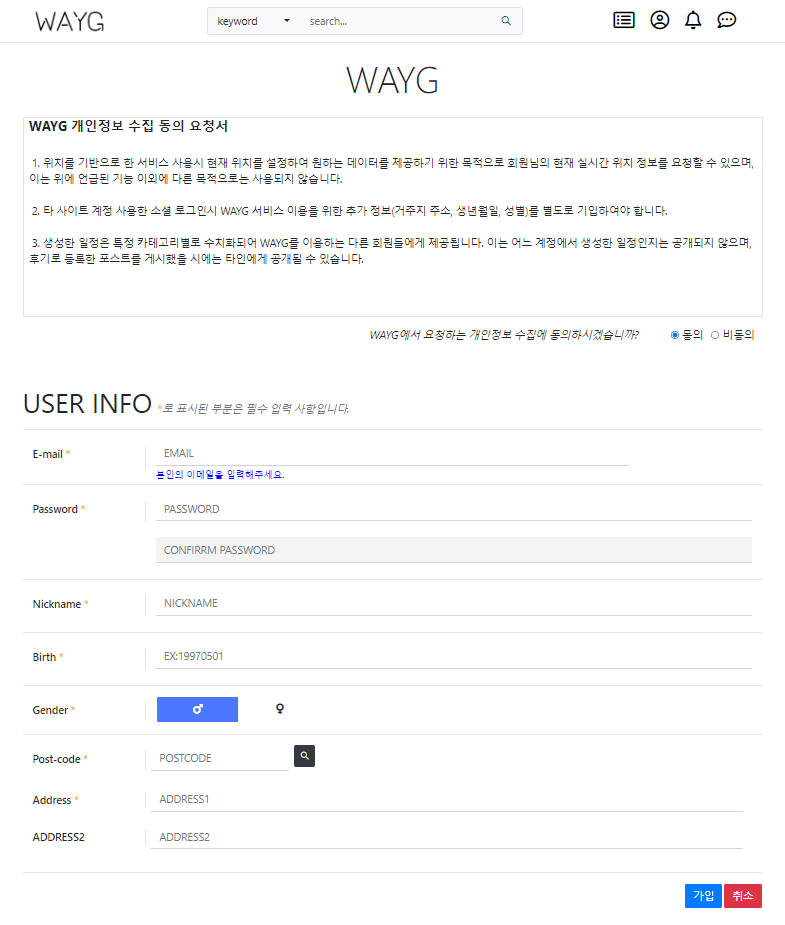 WAYG keyword search...
WAYG
WAYG 개인정보 수집 동의 요청서
1. 위치를 기반으로 한 서비스 사용시 현재 위치를 설정하여 원하는 데이터를 제공하기 위한 목적으로 회원님의 현재 실시간 위치 정보를 요청할 수 있으며,
이는 위에 언급된 기능 이외에 다른 목적으로는 사용되지 않습니다.
2. 타 사이트 계정 사용한 소셜 로그인시 WAYG 서비스 이용을 위한 추가 정보(거주지 주소, 생년월일, 성별)를 별도로 기입하여야 합니다.
3. 생성한 일정은 특정 카테고리별로 수치화되어 WAYG를 이용하는 다른 회원들에게 제공됩니다. 이는 어느 계정에서 생성한 일정인지는 공개되지 않으며,
후기로 등록한 포스트를 게시했을 시에는 타인에게 공개될 수 있습니다.
WAYG에서 요청하는 개인정보 수집에 동의하시겠습니까? 동의 비동의
USER INFO *로 표시된 부분은 필수 입력 사항입니다.
E-mail * EMAIL
본인의 이메일을 입력해주세요.
Password * PASSWORD
CONFIRRM PASSWORD
Nickname * NICKNAME
Birth * EX:19970501
Gender * ♂ ♀
Post-code * POSTCODE
Address * ADDRESS1
ADDRESS2 ADDRESS2
가입 취소